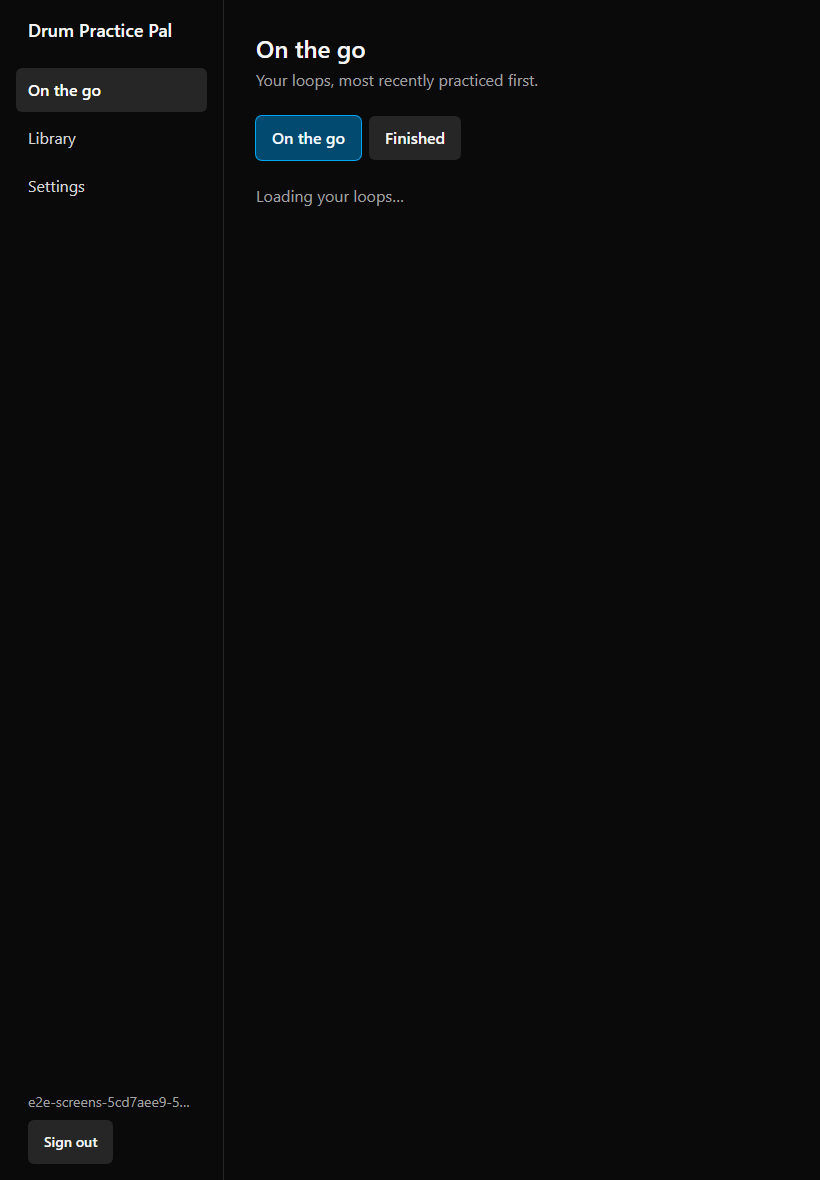 Drum Practice Pal
On the go
Library
Settings
On the go
Your loops, most recently practiced first.
On the go
Finished
Loading your loops...
e2e-screens-5cd7aee9-5...
Sign out